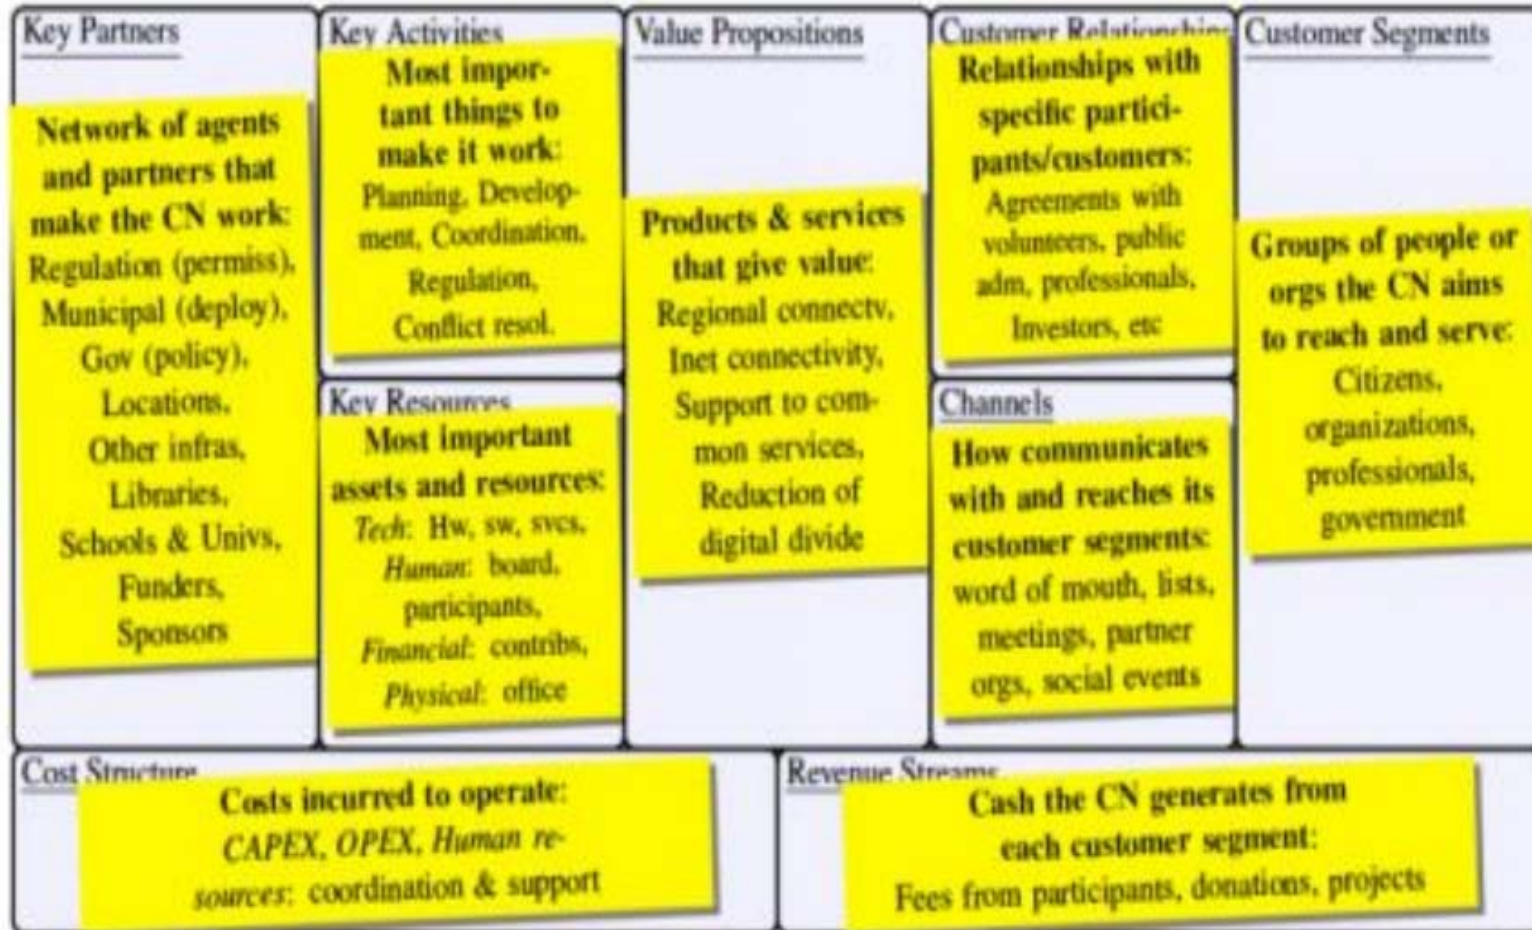 Key Partners
Network of agents
and partners that
make the CN work:
Regulation (permiss),
Municipal (deploy),
Gov (policy),
Locations,
Other infras,
Libraries,
Schools & Univs,
Funders,
Sponsors
Key Activities
Most impor-
tant things to
make it work:
Planning, Develop-
ment, Coordination,
Regulation,
Conflict resol.
Key Resources
Most important
assets and resources:
Tech: Hw, sw, svcs,
Human: board,
participants,
Financial: contribs,
Physical: office
Value Propositions
Products & services
that give value:
Regional connectv,
Inet connectivity,
Support to com-
mon services,
Reduction of
digital divide
Customer Relationships
Relationships with
specific partici-
pants/customers:
Agreements with
volunteers, public
adm, professionals,
Investors, etc
Channels
How communicates
with and reaches its
customer segments:
word of mouth, lists,
meetings, partner
orgs, social events
Customer Segments
Groups of people or
orgs the CN aims
to reach and serve:
Citizens,
organizations,
professionals,
government
Cost Structure
Costs incurred to operate:
CAPEX, OPEX, Human re-
sources: coordination & support
Revenue Streams
Cash the CN generates from
each customer segment:
Fees from participants, donations, projects